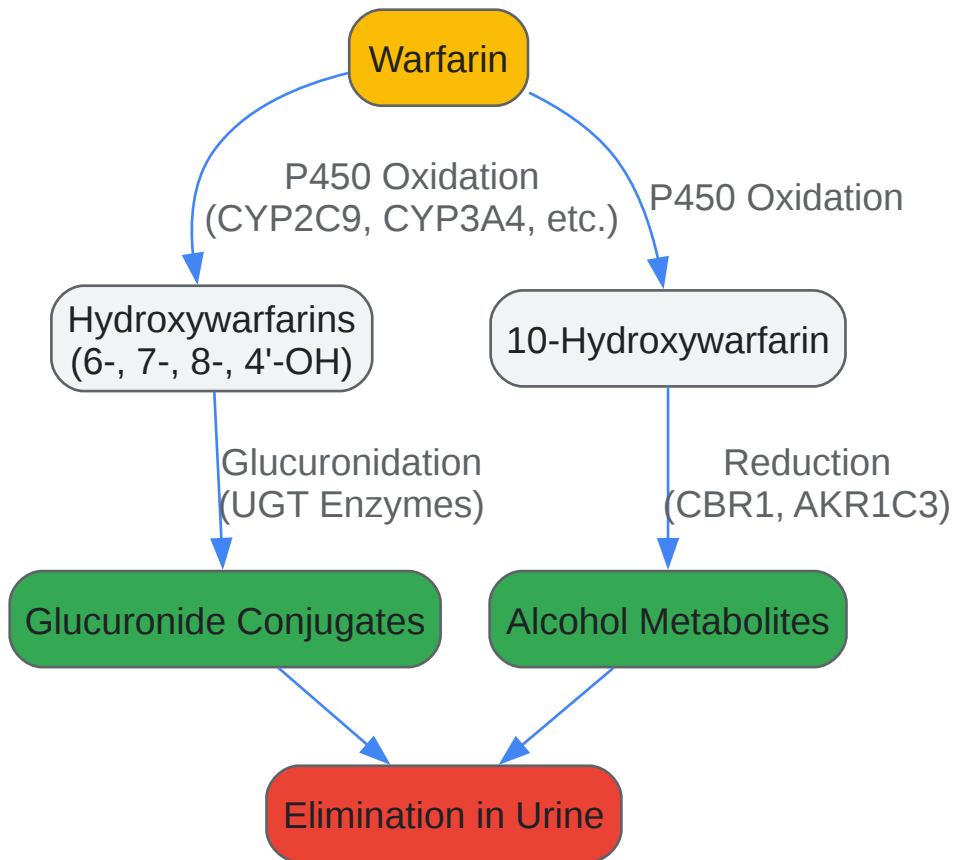 Warfarin
P450 Oxidation
(CYP2C9, CYP3A4, etc.)
P450 Oxidation
Hydroxywarfarins
(6-, 7-, 8-, 4'-OH)
10-Hydroxywarfarin
Glucuronidation
(UGT Enzymes)
Reduction
(CBR1, AKR1C3)
Glucuronide Conjugates
Alcohol Metabolites
Elimination in Urine